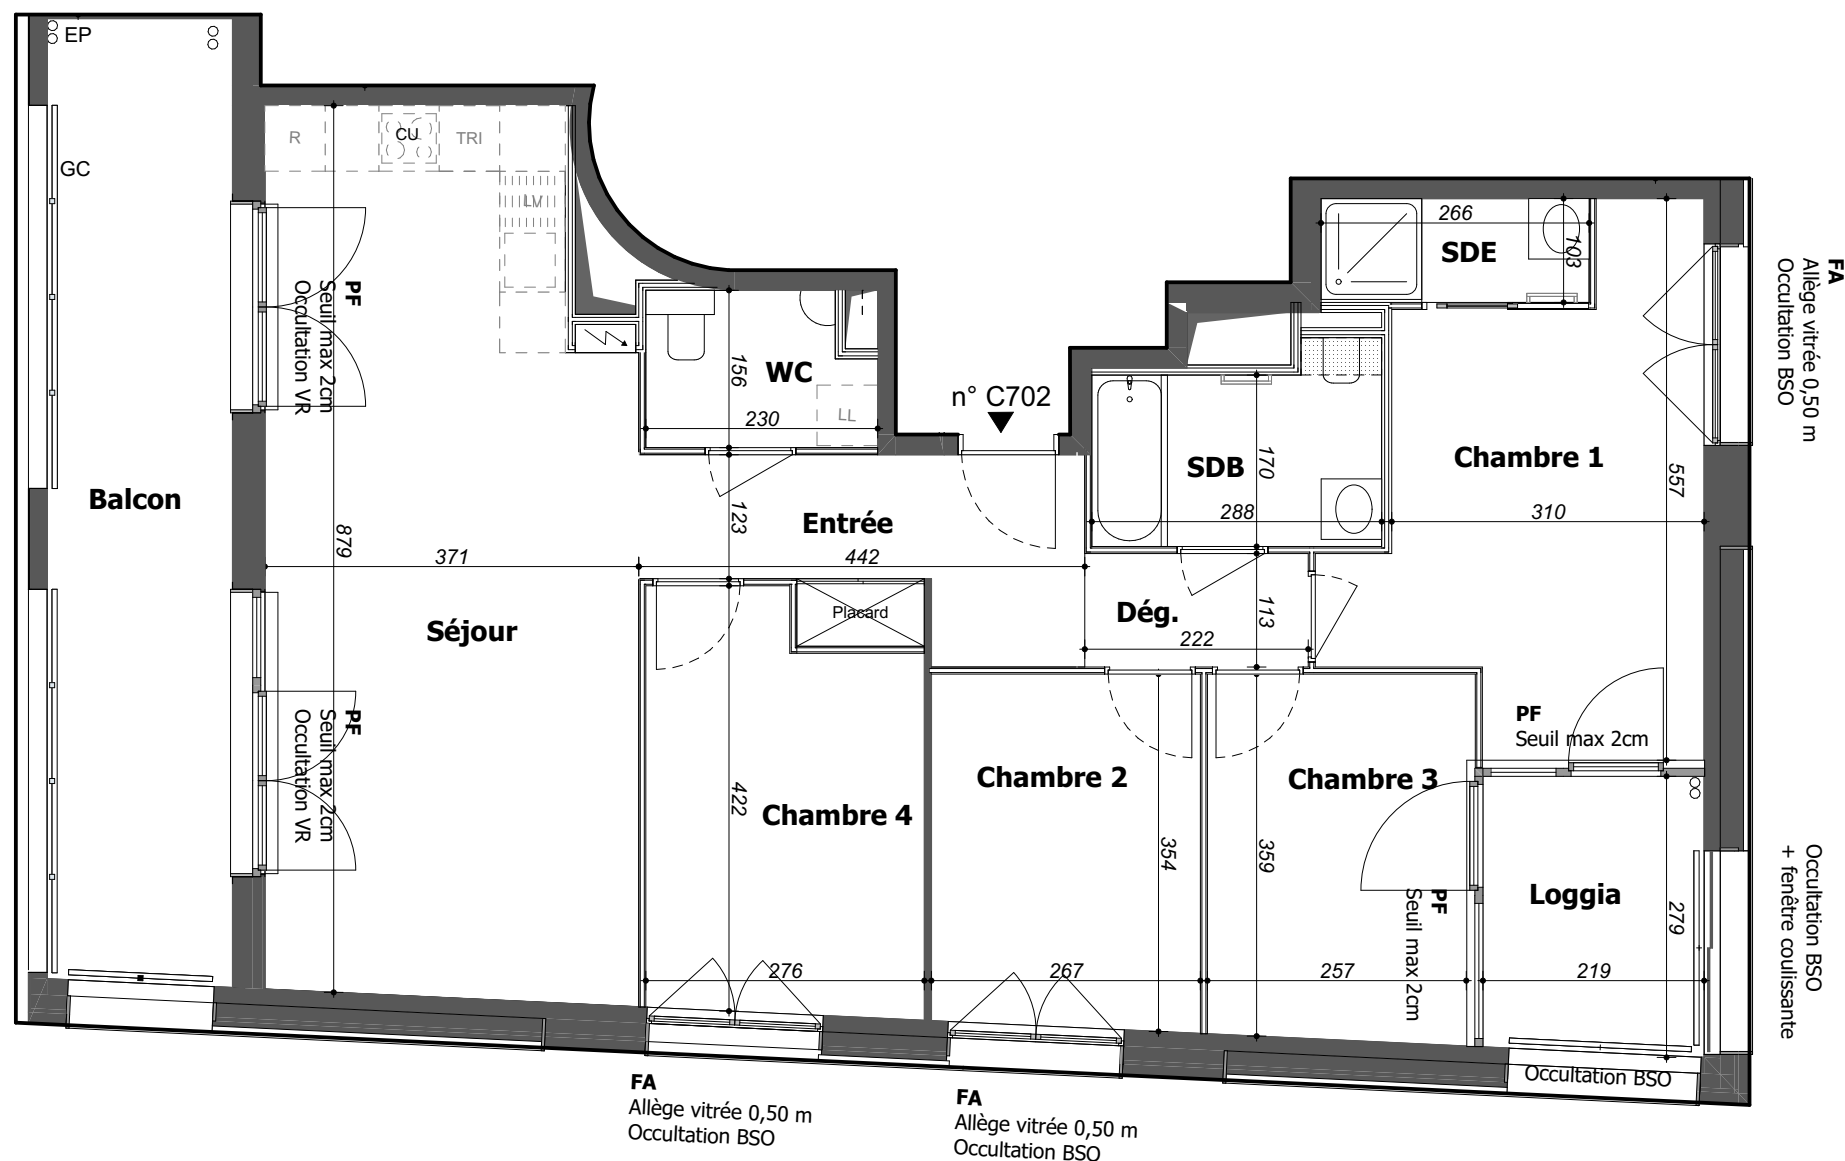 EP
GC
R
CU
TRI
LV
PF
Seuil max 2cm
Occultation VR
Balcon
879
371
Séjour
PF
Seuil max 2cm
Occultation VR
156
WC
230
LL
n° C702
123
Entrée
442
Placard
266
SDE
103
170
SDB
288
Chambre 1
557
310
FA
Allège vitrée 0,50 m
Occultation BSO
Dég.
113
222
PF
Seuil max 2cm
422
Chambre 4
276
Chambre 2
354
267
Chambre 3
359
257
PF
Seuil max 2cm
Loggia
279
219
Occultation BSO
+ fenêtre coulissante
Occultation BSO
FA
Allège vitrée 0,50 m
Occultation BSO
FA
Allège vitrée 0,50 m
Occultation BSO